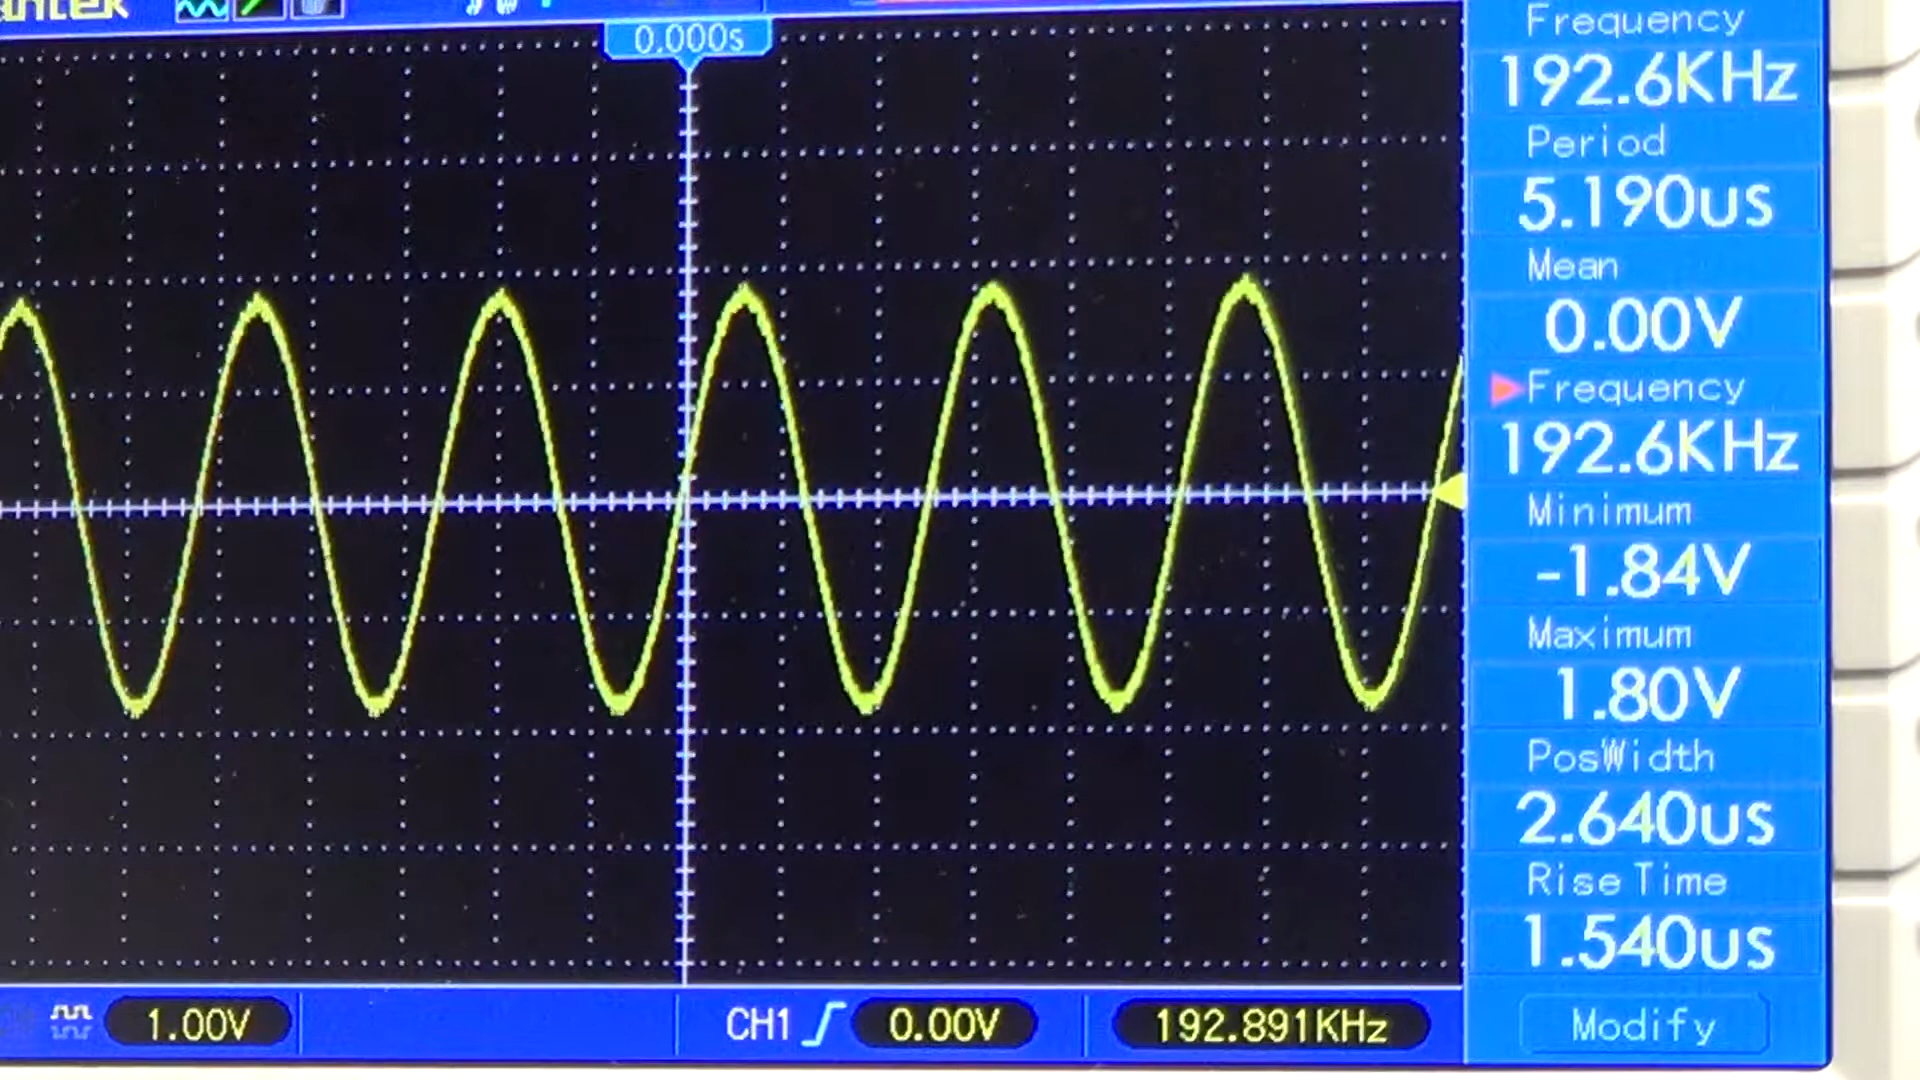 0.000s
Frequency
192.6KHz
Period
5.190us
Mean
0.00V
Frequency
192.6KHz
Minimum
-1.84V
Maximum
1.80V
PosWidth
2.640us
Rise Time
1.540us
1.00V
CH1
0.00V
192.891KHz
Modify